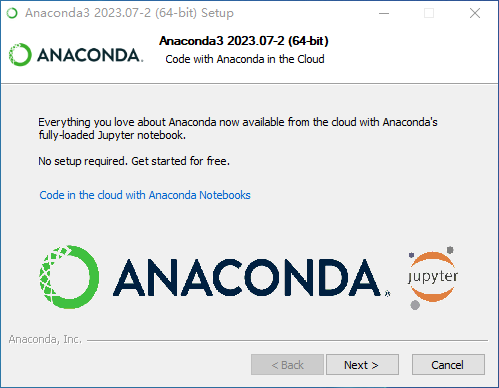 Anaconda3 2023.07-2 (64-bit) Setup
ANACONDA.
Anaconda3 2023.07-2 (64-bit)
Code with Anaconda in the Cloud
Everything you love about Anaconda now available from the cloud with Anaconda's
fully-loaded Jupyter notebook.
No setup required. Get started for free.
Code in the cloud with Anaconda Notebooks
ANACONDA®
jupyter
Anaconda, Inc.
< Back
Next >
Cancel